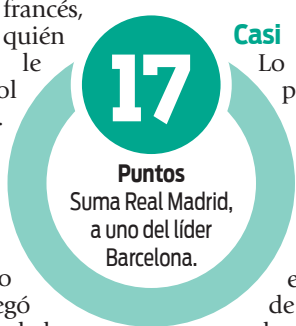 francés,
quién
le
17
Puntos
Suma Real Madrid,
a uno del líder
Barcelona.
Casi
Lo